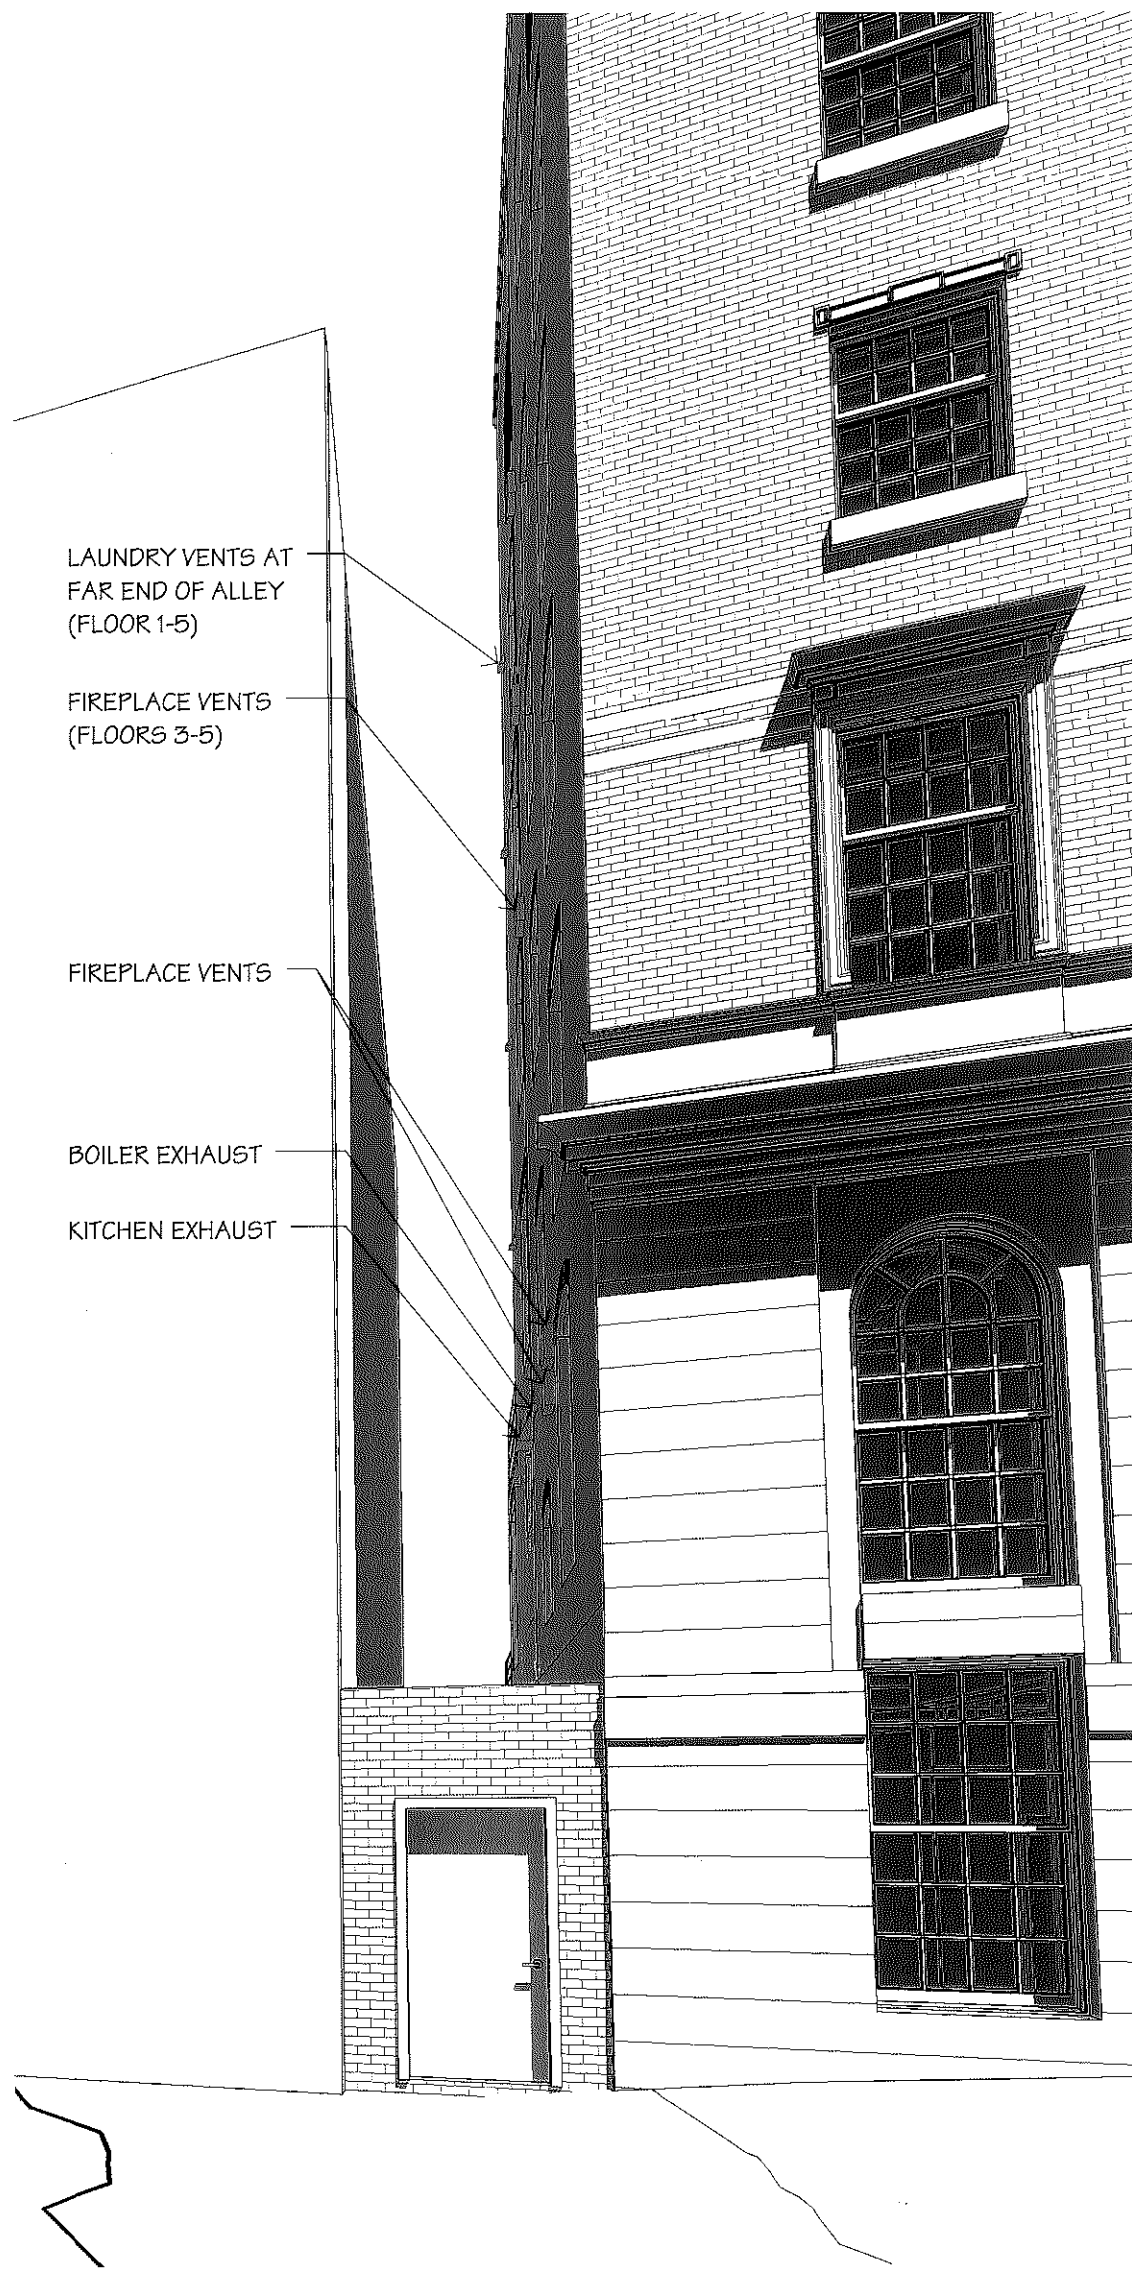 LAUNDRY VENTS AT
FAR END OF ALLEY
(FLOOR 1-5)
FIREPLACE VENTS
(FLOORS 3-5)
FIREPLACE VENTS
BOILER EXHAUST
KITCHEN EXHAUST